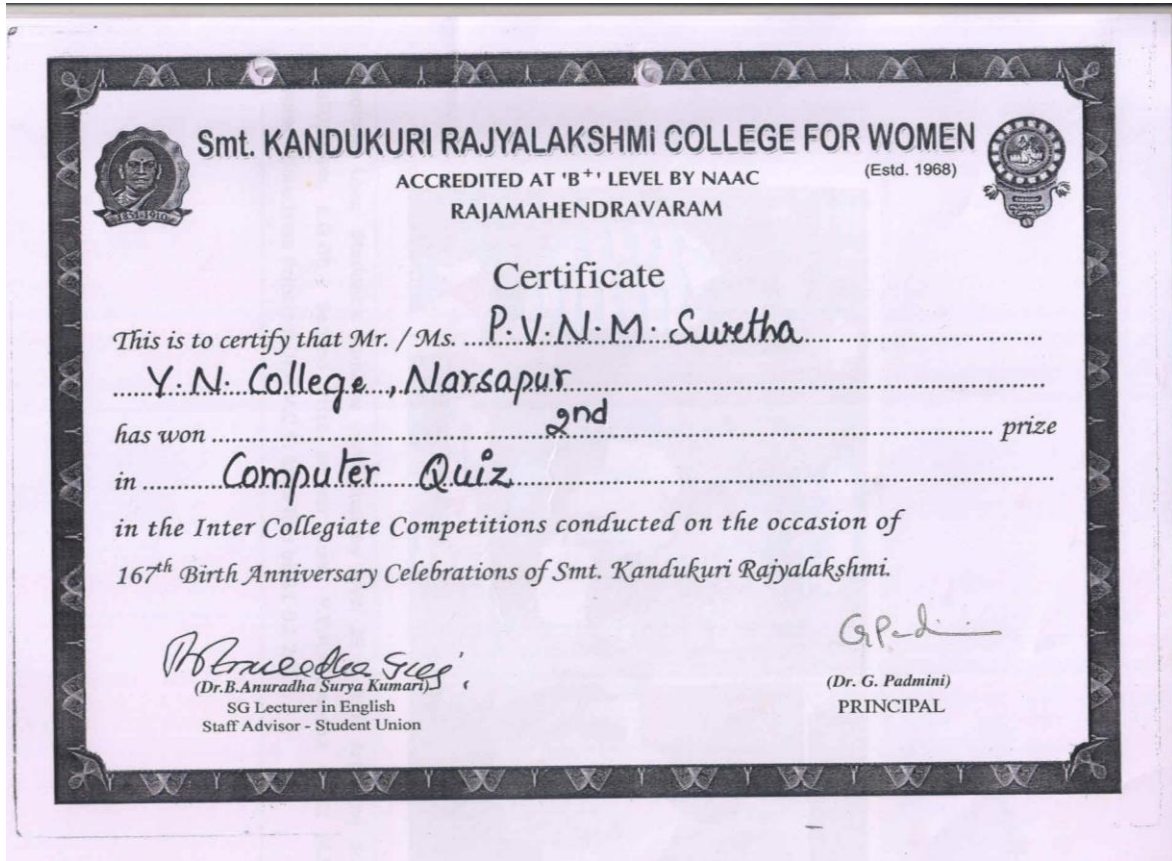 Smt. KANDUKURI RAJYALAKSHMI COLLEGE FOR WOMEN
(Estd. 1968)
ACCREDITED AT 'B+' LEVEL BY NAAC
RAJAMAHENDRAVARAM
Certificate
This is to certify that Mr. / Ms. P.V.N.M. Swetha
Y.N. College, Narsapur
has won 2nd prize
in Computer Quiz
in the Inter Collegiate Competitions conducted on the occasion of
167th Birth Anniversary Celebrations of Smt. Kandukuri Rajyalakshmi.
(Dr.B.Anuradha Surya Kumari)
SG Lecturer in English
Staff Advisor - Student Union
(Dr. G. Padmini)
PRINCIPAL